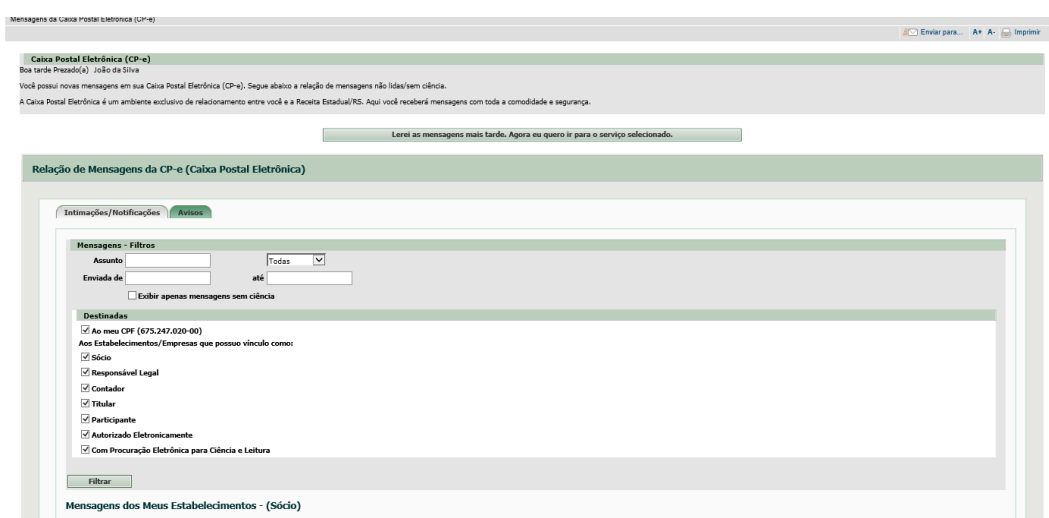 Mensagens da Caixa Postal Eletrônica (CP-e)
Enviar para... A+ A- Imprimir
Caixa Postal Eletrônica (CP-e)
Boa tarde Prezado(a) João da Silva
Você possui novas mensagens em sua Caixa Postal Eletrônica (CP-e). Segue abaixo a relação de mensagens não lidas/sem ciência.
A Caixa Postal Eletrônica é um ambiente exclusivo de relacionamento entre você e a Receita Estadual/RS. Aqui você receberá mensagens com toda a comodidade e segurança.
Lerei as mensagens mais tarde. Agora eu quero ir para o serviço selecionado.
Relação de Mensagens da CP-e (Caixa Postal Eletrônica)
Intimações/Notificações Avisos
Mensagens - Filtros
Assunto Todas
Enviada de até
Exibir apenas mensagens sem ciência
Destinadas
Ao meu CPF (675.247.020-00)
Aos Estabelecimentos/Empresas que possuo vínculo como:
Sócio
Responsável Legal
Contador
Titular
Participante
Autorizado Eletronicamente
Com Procuração Eletrônica para Ciência e Leitura
Filtrar
Mensagens dos Meus Estabelecimentos - (Sócio)